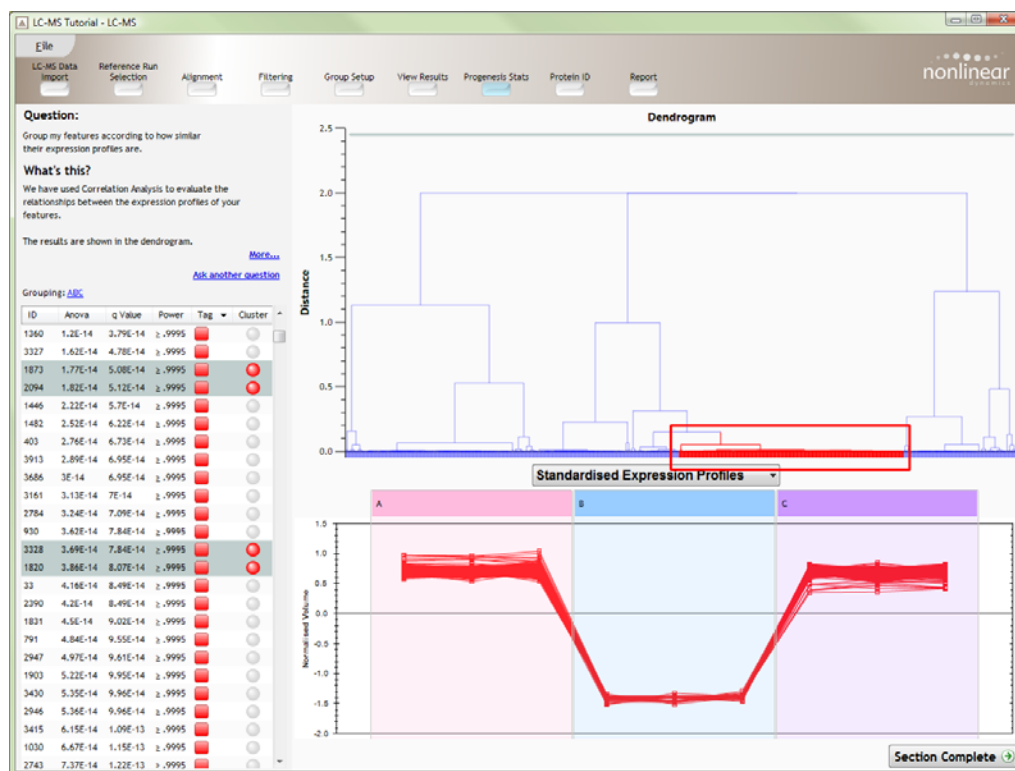 LC-MS Tutorial - LC-MS
File
LC-MS Data Import
Reference Run Selection
Alignment
Filtering
Group Setup
View Results
Progenesis Stats
Protein ID
Report
nonlinear
dynamics
Question:
Group my features according to how similar
their expression profiles are.
What's this?
We have used Correlation Analysis to evaluate the
relationships between the expression profiles of your
features.
The results are shown in the dendrogram.
More...
Ask another question
Grouping: ABC
ID Anova q Value Power Tag Cluster
1360 1.2E-14 3.79E-14 ≥ .9995
3327 1.62E-14 4.78E-14 ≥ .9995
1873 1.77E-14 5.08E-14 ≥ .9995
2094 1.82E-14 5.12E-14 ≥ .9995
1446 2.22E-14 5.7E-14 ≥ .9995
1482 2.52E-14 6.22E-14 ≥ .9995
403 2.76E-14 6.73E-14 ≥ .9995
3913 2.89E-14 6.95E-14 ≥ .9995
3686 3E-14 6.95E-14 ≥ .9995
3161 3.13E-14 7E-14 ≥ .9995
2784 3.24E-14 7.09E-14 ≥ .9995
930 3.62E-14 7.84E-14 ≥ .9995
3328 3.69E-14 7.84E-14 ≥ .9995
1820 3.86E-14 8.07E-14 ≥ .9995
33 4.16E-14 8.49E-14 ≥ .9995
2390 4.2E-14 8.49E-14 ≥ .9995
1831 4.5E-14 9.02E-14 ≥ .9995
791 4.84E-14 9.55E-14 ≥ .9995
2947 4.97E-14 9.61E-14 ≥ .9995
1903 5.22E-14 9.95E-14 ≥ .9995
3430 5.35E-14 9.96E-14 ≥ .9995
2946 5.36E-14 9.96E-14 ≥ .9995
3415 6.15E-14 1.09E-13 ≥ .9995
1030 6.67E-14 1.15E-13 ≥ .9995
2743 7.37E-14 1.22E-13 ≥ .9995
Dendrogram
2.5
2.0
1.5
1.0
0.5
0.0
Distance
Standardised Expression Profiles
A B C
1.5
1.0
0.5
0.0
-0.5
-1.0
-1.5
-2.0
Normalised Volume
Section Complete